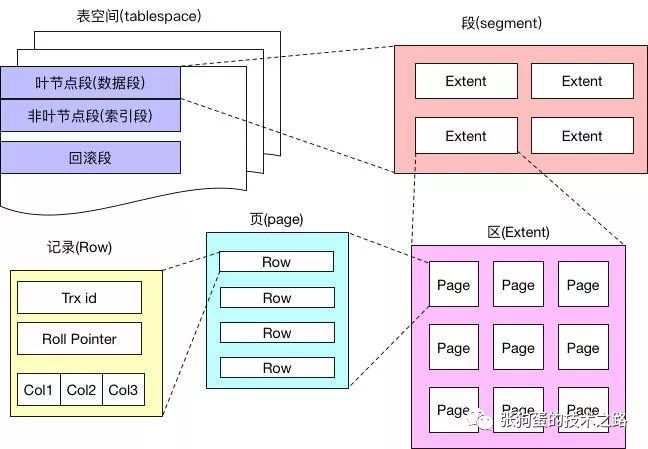 表空间(tablespace)
叶节点段(数据段)
非叶节点段(索引段)
回滚段
段(segment)
Extent
Extent
Extent
Extent
记录(Row)
Trx id
Roll Pointer
Col1
Col2
Col3
页(page)
Row
Row
Row
Row
区(Extent)
Page
Page
Page
Page
Page
Page
Page
Page
Page
张狗蛋的技术之路